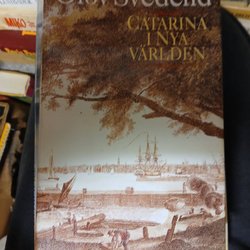 Olov Svedelid
CATARINA
I NYA
VÄRLDEN